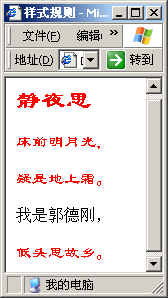 样式规则 - Mi...
文件(F) 编辑
地址(D) 转到
静夜思
床前明月光，
疑是地上霜。
我是郭德刚，
低头思故乡。
我的电脑